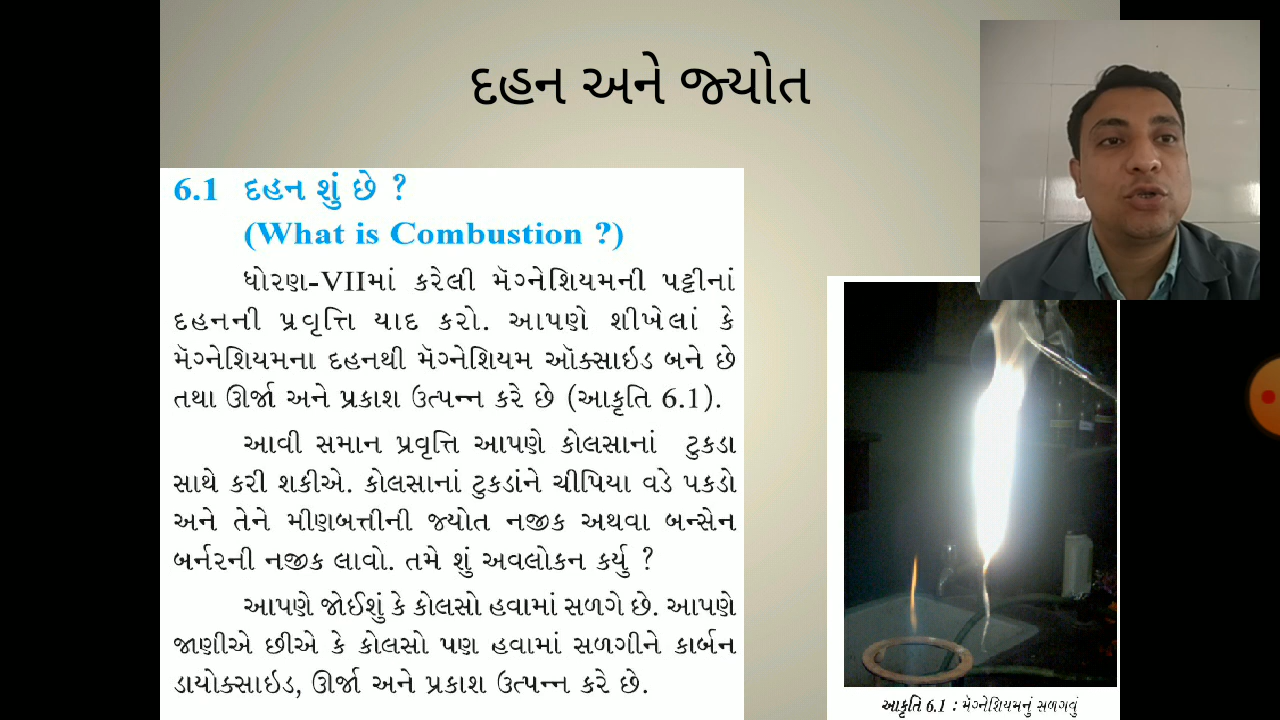 દહન અને જ્યોત
6.1 દહન શું છે ?
(What is Combustion ?)
ધોરણ-VIIમાં કરેલી મૅગ્નેશિયમની પટ્ટીનાં
દહનની પ્રવૃત્તિ યાદ કરો. આપણે શીખેલાં કે
મૅગ્નેશિયમના દહનથી મૅગ્નેશિયમ ઑક્સાઇડ બને છે
તથા ઊર્જા અને પ્રકાશ ઉત્પન્ન કરે છે (આકૃતિ 6.1).
આવી સમાન પ્રવૃત્તિ આપણે કોલસાનાં ટુકડા
સાથે કરી શકીએ. કોલસાનાં ટુકડાંને ચીપિયા વડે પકડો
અને તેને મીણબત્તીની જ્યોત નજીક અથવા બન્સેન
બર્નરની નજીક લાવો. તમે શું અવલોકન કર્યુ ?
આપણે જોઈશું કે કોલસો હવામાં સળગે છે. આપણે
જાણીએ છીએ કે કોલસો પણ હવામાં સળગીને કાર્બન
ડાયોક્સાઇડ, ઊર્જા અને પ્રકાશ ઉત્પન્ન કરે છે.
આકૃતિ 6.1 : મૅગ્નેશિયમનું સળગવું